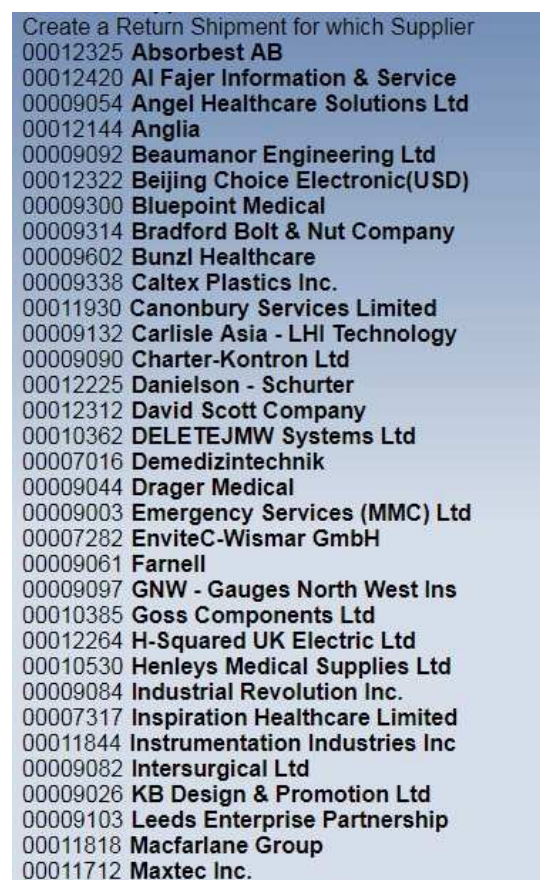 Create a Return Shipment for which Supplier
00012325 Absorbest AB
00012420 Al Fajer Information & Service
00009054 Angel Healthcare Solutions Ltd
00012144 Anglia
00009092 Beaumanor Engineering Ltd
00012322 Beijing Choice Electronic(USD)
00009300 Bluepoint Medical
00009314 Bradford Bolt & Nut Company
00009602 Bunzl Healthcare
00009338 Caltex Plastics Inc.
00011930 Canonbury Services Limited
00009132 Carlisle Asia - LHI Technology
00009090 Charter-Kontron Ltd
00012225 Danielson - Schurter
00012312 David Scott Company
00010362 DELETEJMW Systems Ltd
00007016 Demedizintechnik
00009044 Drager Medical
00009003 Emergency Services (MMC) Ltd
00007282 EnviteC-Wismar GmbH
00009061 Farnell
00009097 GNW - Gauges North West Ins
00010385 Goss Components Ltd
00012264 H-Squared UK Electric Ltd
00010530 Henleys Medical Supplies Ltd
00009084 Industrial Revolution Inc.
00007317 Inspiration Healthcare Limited
00011844 Instrumentation Industries Inc
00009082 Intersurgical Ltd
00009026 KB Design & Promotion Ltd
00009103 Leeds Enterprise Partnership
00011818 Macfarlane Group
00011712 Maxtec Inc.